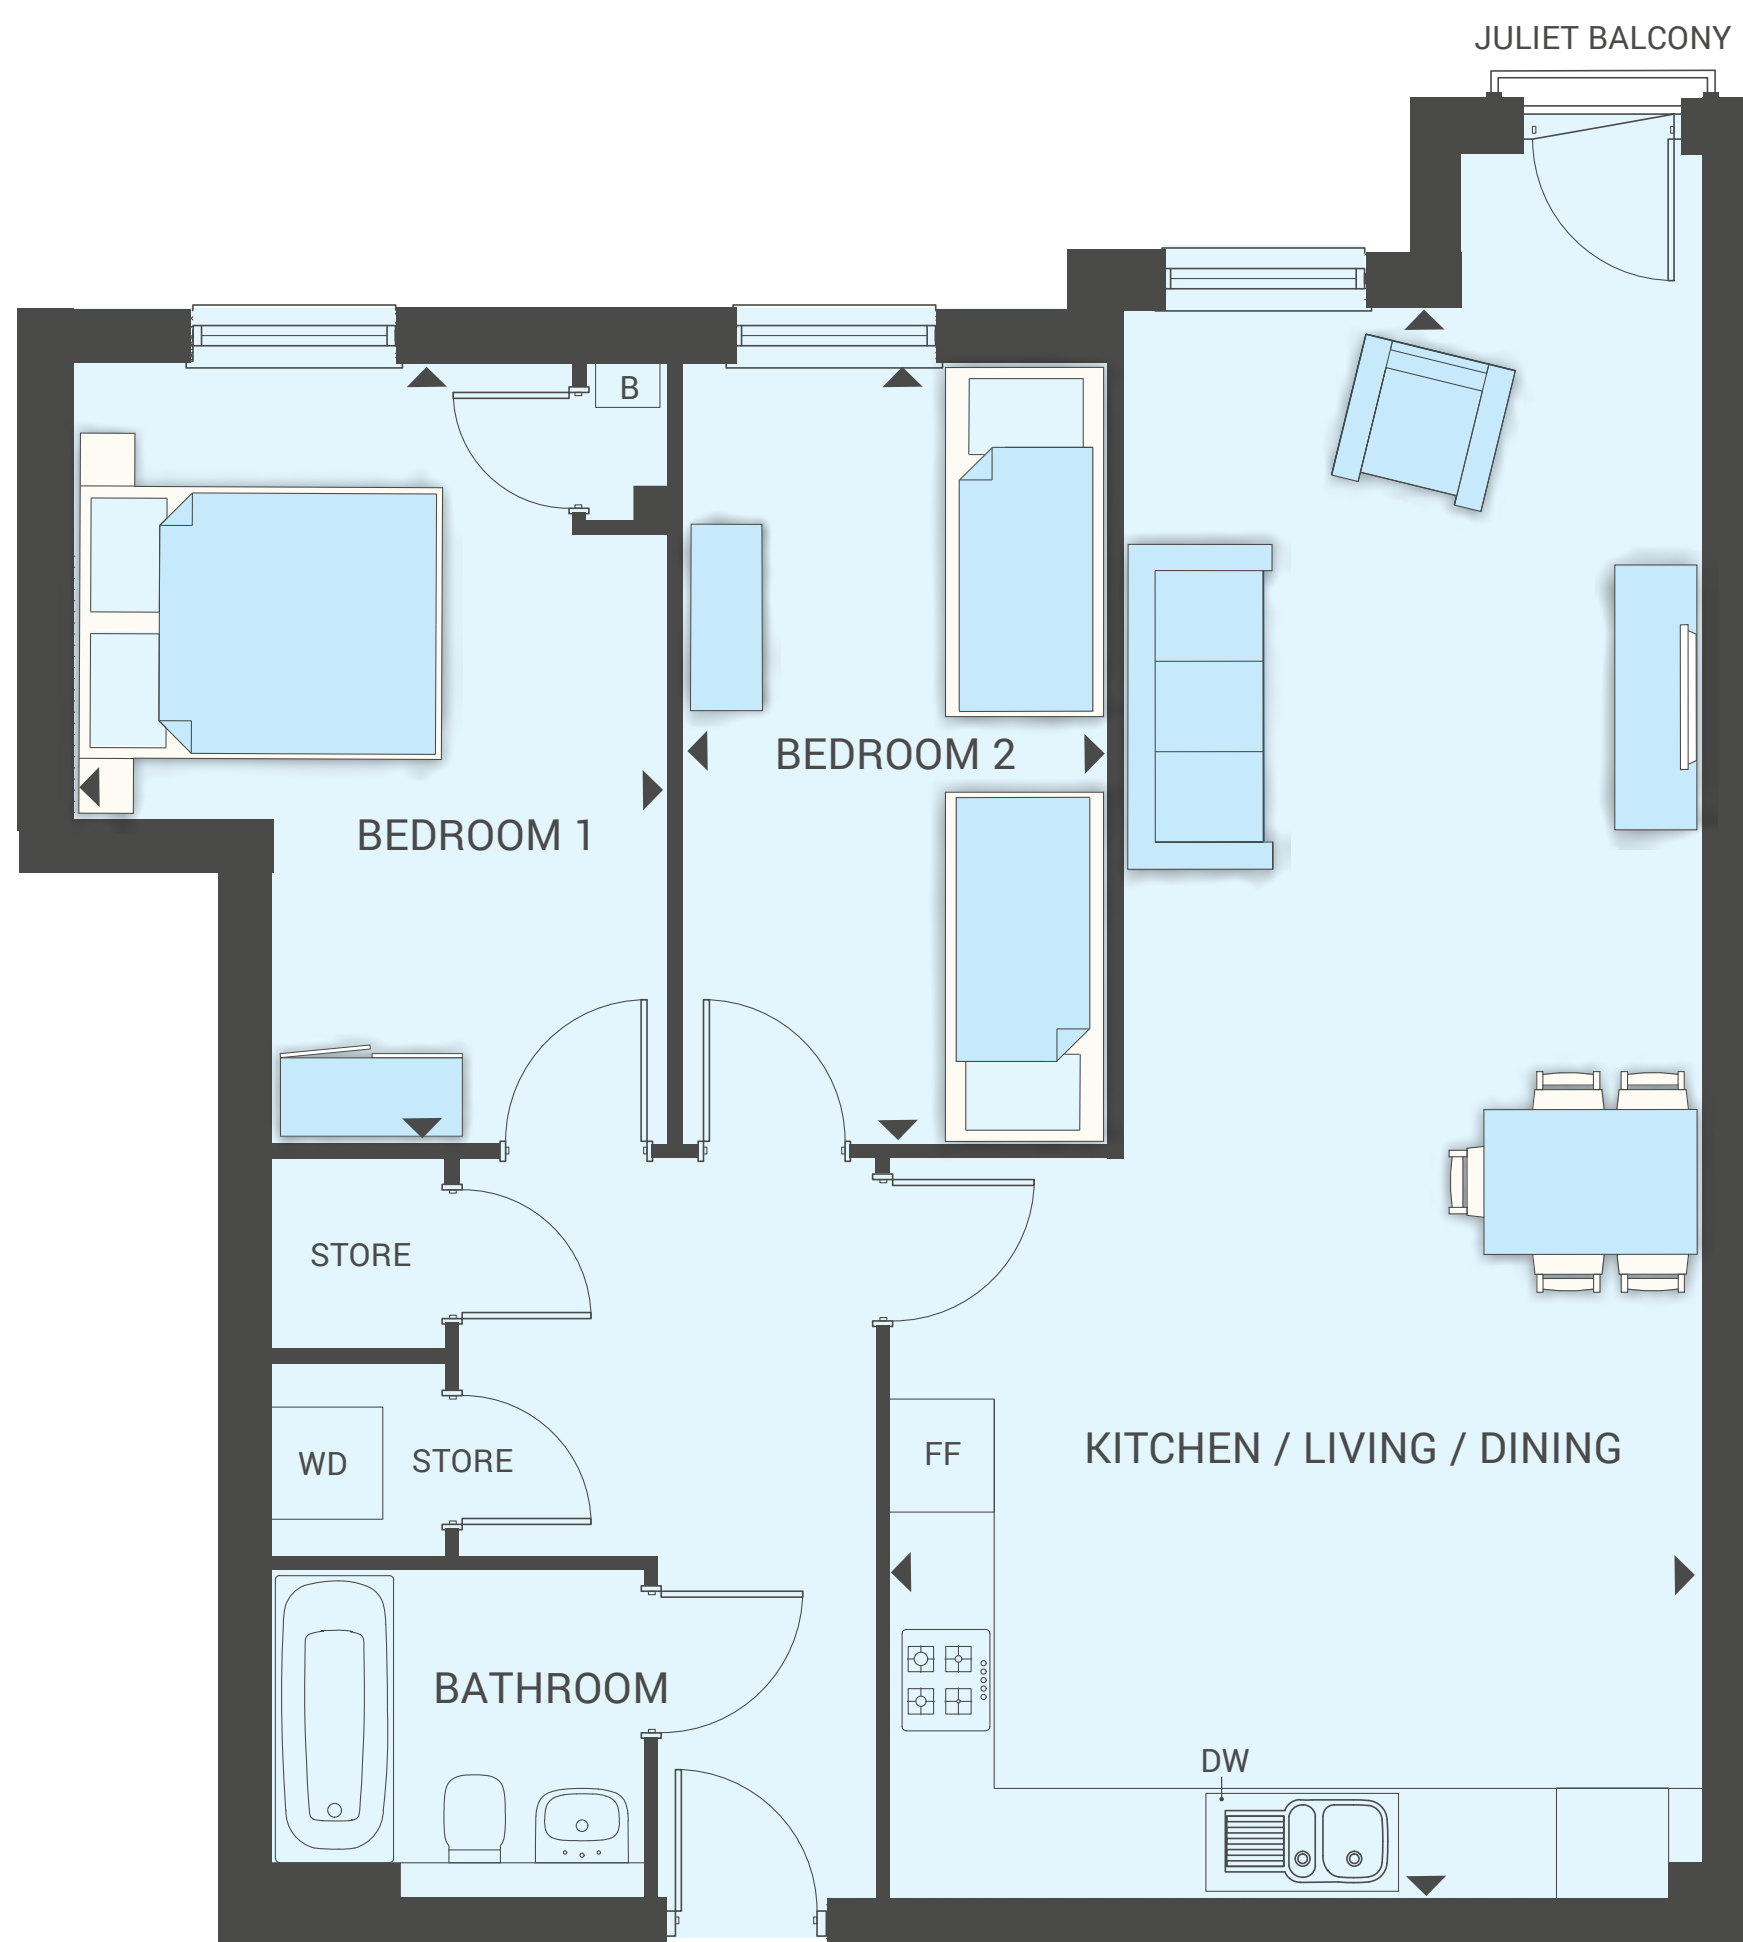 JULIET BALCONY
B
BEDROOM 2
BEDROOM 1
STORE
KITCHEN / LIVING / DINING
FF
WD
STORE
BATHROOM
DW